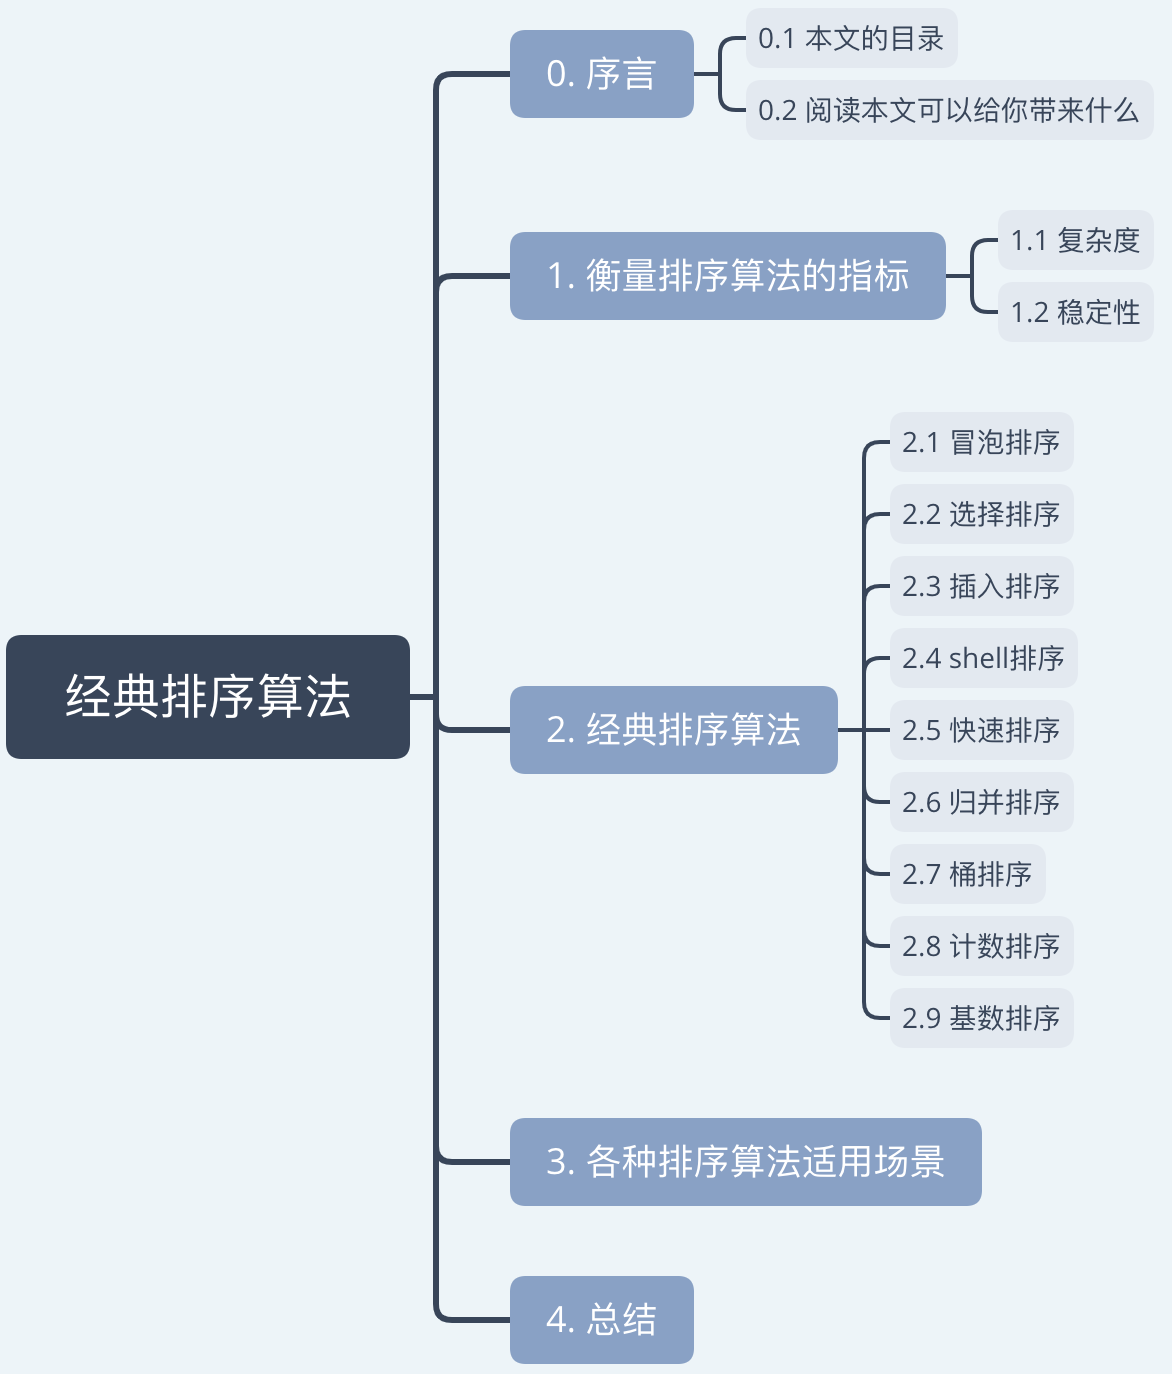 经典排序算法
0. 序言
0.1 本文的目录
0.2 阅读本文可以给你带来什么
1. 衡量排序算法的指标
1.1 复杂度
1.2 稳定性
2. 经典排序算法
2.1 冒泡排序
2.2 选择排序
2.3 插入排序
2.4 shell排序
2.5 快速排序
2.6 归并排序
2.7 桶排序
2.8 计数排序
2.9 基数排序
3. 各种排序算法适用场景
4. 总结